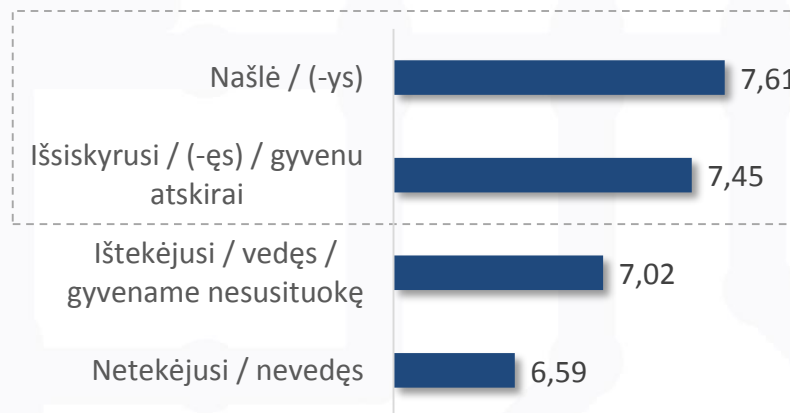 Našlė / (-ys)
7,61
Išsiskyrusi / (-ęs) / gyvenu
atskirai
7,45
Ištekėjusi / vedęs /
gyvename nesusituokę
7,02
Netekėjusi / nevedęs
6,59